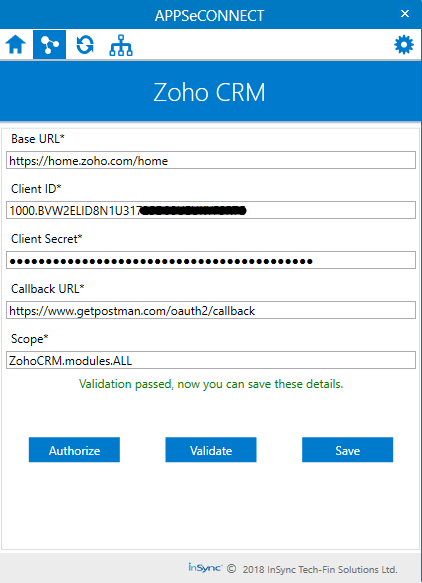 APPSeCONNECT
Zoho CRM
Base URL*
https://home.zoho.com/home
Client ID*
1000.BVW2ELID8N1U317
Client Secret*
●●●●●●●●●●●●●●●●●●●●●●●●●●●●●●●●●●●●●●●●●●
Callback URL*
https://www.getpostman.com/oauth2/callback
Scope*
ZohoCRM.modules.ALL
Validation passed, now you can save these details.
Authorize Validate Save
inSync © 2018 InSync Tech-Fin Solutions Ltd.